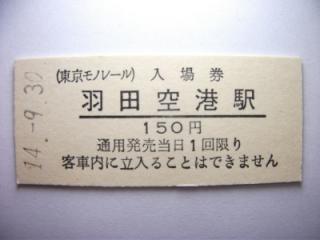 14.-9.30
(東京モノレール) 入場券
羽田空港駅
150円
通用発売当日1回限り
客車内に立入ることはできません